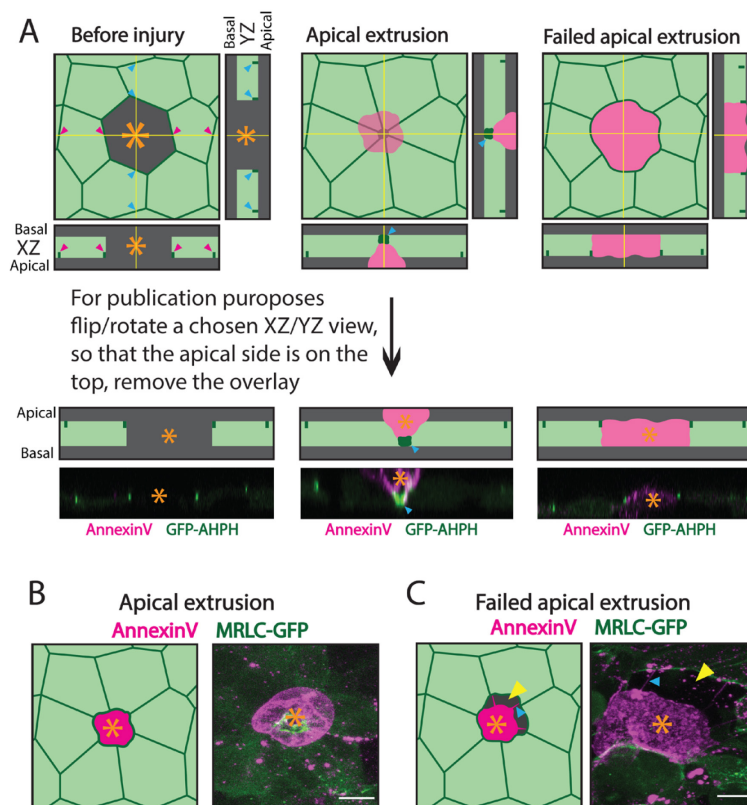 A
Before injury
Basal
YZ
Apical
Apical extrusion
Failed apical extrusion
Basal
XZ
Apical
For publication puroposes
flip/rotate a chosen XZ/YZ view,
so that the apical side is on the
top, remove the overlay
Apical
Basal
AnnexinV GFP-AHPH
AnnexinV GFP-AHPH
AnnexinV GFP-AHPH
B
Apical extrusion
AnnexinV MRLC-GFP
C
Failed apical extrusion
AnnexinV MRLC-GFP